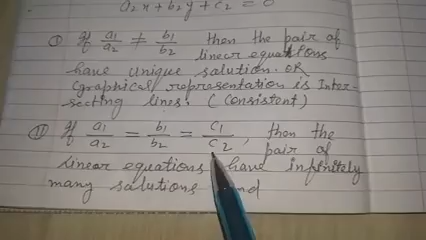 a₂x + b₂y + c₂ = 0
① If a₁/a₂ ≠ b₁/b₂ then the pair of
linear equations
have unique solution. OR
Graphical representation is Inter-
secting lines. (Consistent)
② If a₁/a₂ = b₁/b₂ = c₁/c₂, then the
pair of
linear equations have infinitely
many solutions